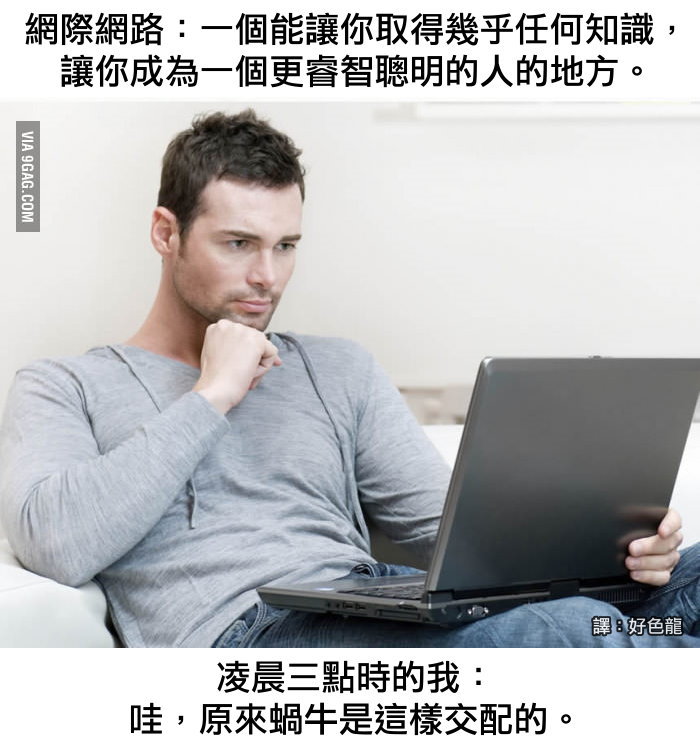 網際網路：一個能讓你取得幾乎任何知識，
讓你成為一個更睿智聰明的人的地方。
VIA 9GAG.COM
譯：好色龍
凌晨三點時的我：
哇，原來蝸牛是這樣交配的。